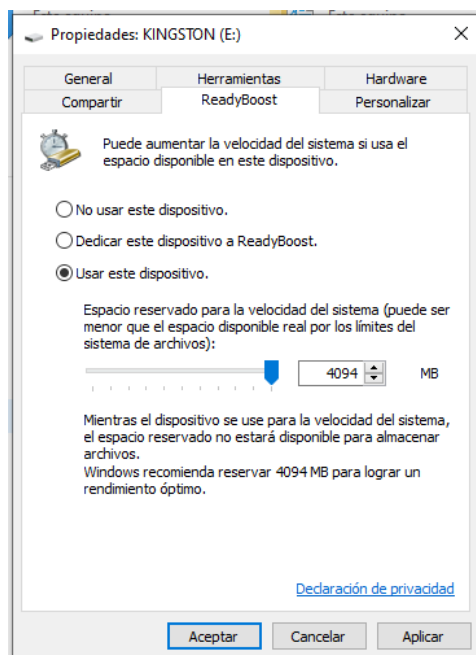 Este equipo
Este equipo
Propiedades: KINGSTON (E:)
General Herramientas Hardware
Compartir ReadyBoost Personalizar
Puede aumentar la velocidad del sistema si usa el
espacio disponible en este dispositivo.
No usar este dispositivo.
Dedicar este dispositivo a ReadyBoost.
Usar este dispositivo.
Espacio reservado para la velocidad del sistema (puede ser
menor que el espacio disponible real por los límites del
sistema de archivos):
4094 MB
Mientras el dispositivo se use para la velocidad del sistema,
el espacio reservado no estará disponible para almacenar
archivos.
Windows recomienda reservar 4094 MB para lograr un
rendimiento óptimo.
Declaración de privacidad
Aceptar Cancelar Aplicar